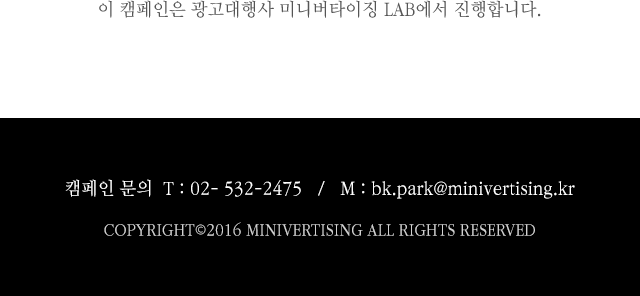 이 캠페인은 광고대행사 미니버타이징 LAB에서 진행합니다.
캠페인 문의  T : 02- 532-2475   /   M : bk.park@minivertising.kr
COPYRIGHT©2016 MINIVERTISING ALL RIGHTS RESERVED